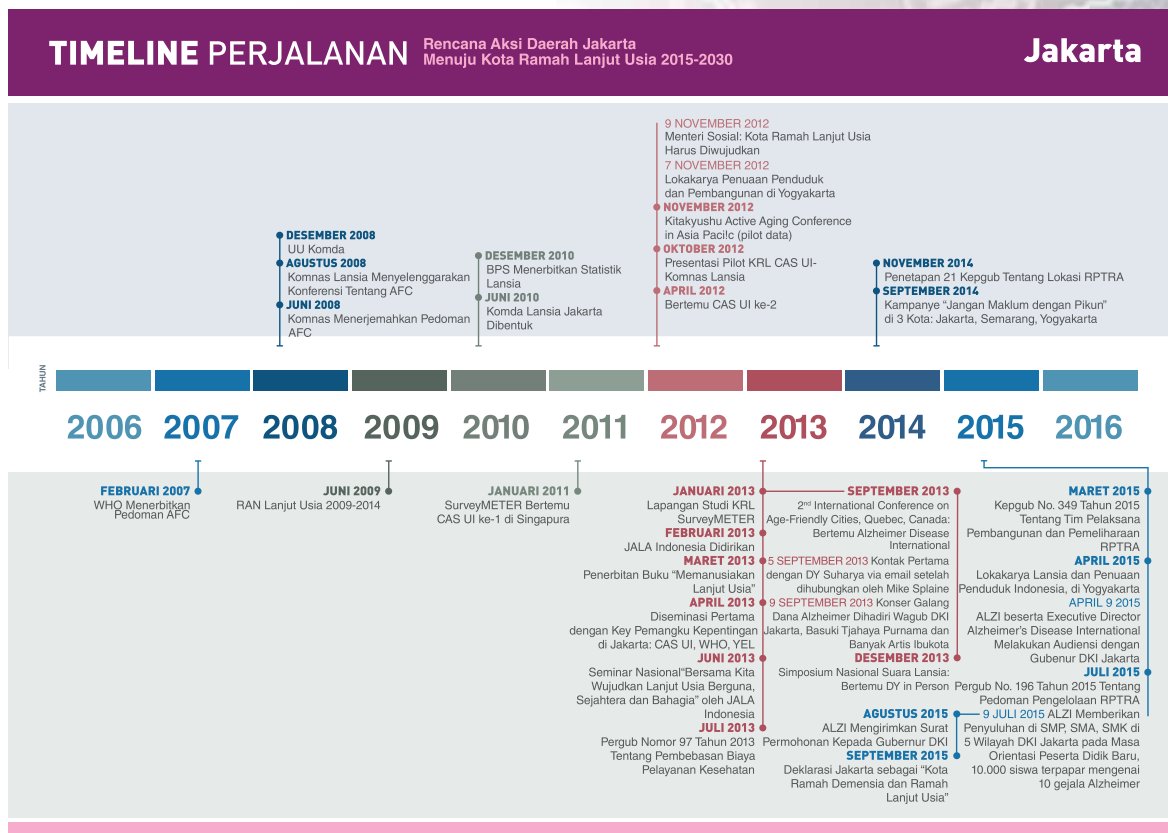 TIMELINE PERJALANAN
Rencana Aksi Daerah Jakarta
Menuju Kota Ramah Lanjut Usia 2015-2030
Jakarta
DESEMBER 2008
UU Komda
AGUSTUS 2008
Komnas Lansia Menyelenggarakan
Konferensi Tentang AFC
JUNI 2008
Komnas Menerjemahkan Pedoman
AFC
DESEMBER 2010
BPS Menerbitkan Statistik
Lansia
JUNI 2010
Komda Lansia Jakarta
Dibentuk
9 NOVEMBER 2012
Menteri Sosial: Kota Ramah Lanjut Usia
Harus Diwujudkan
7 NOVEMBER 2012
Lokakarya Penuaan Penduduk
dan Pembangunan di Yogyakarta
NOVEMBER 2012
Kitakyushu Active Aging Conference
in Asia Paci!c (pilot data)
OKTOBER 2012
Presentasi Pilot KRL CAS UI-
Komnas Lansia
APRIL 2012
Bertemu CAS UI ke-2
NOVEMBER 2014
Penetapan 21 Kepgub Tentang Lokasi RPTRA
SEPTEMBER 2014
Kampanye “Jangan Maklum dengan Pikun”
di 3 Kota: Jakarta, Semarang, Yogyakarta
TAHUN
2006 2007 2008 2009 2010 2011 2012 2013 2014 2015 2016
FEBRUARI 2007
WHO Menerbitkan
Pedoman AFC
JUNI 2009
RAN Lanjut Usia 2009-2014
JANUARI 2011
SurveyMETER Bertemu
CAS UI ke-1 di Singapura
JANUARI 2013
Lapangan Studi KRL
SurveyMETER
FEBRUARI 2013
JALA Indonesia Didirikan
MARET 2013
Penerbitan Buku “Memanusiakan
Lanjut Usia”
APRIL 2013
Diseminasi Pertama
dengan Key Pemangku Kepentingan
di Jakarta: CAS UI, WHO, YEL
JUNI 2013
Seminar Nasional“Bersama Kita
Wujudkan Lanjut Usia Berguna,
Sejahtera dan Bahagia” oleh JALA
Indonesia
JULI 2013
Pergub Nomor 97 Tahun 2013
Tentang Pembebasan Biaya
Pelayanan Kesehatan
SEPTEMBER 2013
2nd International Conference on
Age-Friendly Cities, Quebec, Canada:
Bertemu Alzheimer Disease
International
5 SEPTEMBER 2013 Kontak Pertama
dengan DY Suharya via email setelah
dihubungkan oleh Mike Splaine
9 SEPTEMBER 2013 Konser Galang
Dana Alzheimer Dihadiri Wagub DKI
Jakarta, Basuki Tjahaya Purnama dan
Banyak Artis Ibukota
DESEMBER 2013
Simposium Nasional Suara Lansia:
Bertemu DY in Person
AGUSTUS 2015
ALZI Mengirimkan Surat
Permohonan Kepada Gubernur DKI
SEPTEMBER 2015
Deklarasi Jakarta sebagai “Kota
Ramah Demensia dan Ramah
Lanjut Usia”
MARET 2015
Kepgub No. 349 Tahun 2015
Tentang Tim Pelaksana
Pembangunan dan Pemeliharaan
RPTRA
APRIL 2015
Lokakarya Lansia dan Penuaan
Penduduk Indonesia, di Yogyakarta
APRIL 9 2015
ALZI beserta Executive Director
Alzheimer’s Disease International
Melakukan Audiensi dengan
Gubenur DKI Jakarta
JULI 2015
Pergub No. 196 Tahun 2015 Tentang
Pedoman Pengelolaan RPTRA
9 JULI 2015 ALZI Memberikan
Penyuluhan di SMP, SMA, SMK di
5 Wilayah DKI Jakarta pada Masa
Orientasi Peserta Didik Baru,
10.000 siswa terpapar mengenai
10 gejala Alzheimer